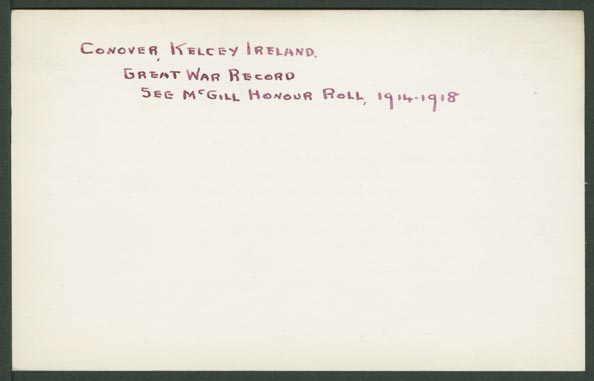 Conover, Kelcey Ireland.
Great War Record
See McGill Honour Roll, 1914-1918